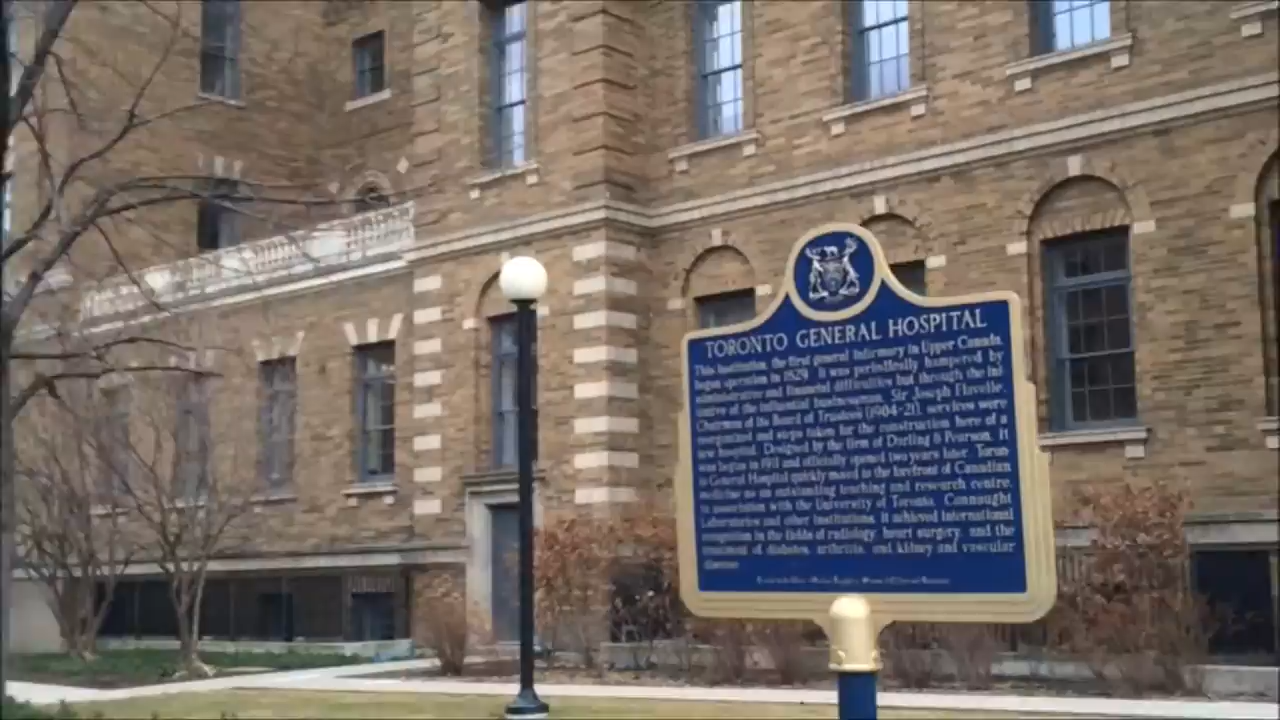 TORONTO GENERAL HOSPITAL
This institution, the first general infirmary in Upper Canada,
began operation in 1829. It was periodically hampered by
administrative and financial difficulties but through the ini-
tiative of the influential businessman, Sir Joseph Flavelle,
Chairman of its Board of Trustees (1904-21), services were
reorganized and steps taken for the construction here of a
new hospital. Designed by the firm of Darling & Pearson, it
was begun in 1911 and officially opened two years later. Toron-
to General Hospital quickly moved to the forefront of Canadian
medicine as an outstanding teaching and research centre.
In association with the University of Toronto, Connaught
Laboratories and other institutions, it achieved international
recognition in the fields of radiology, heart surgery, and the
treatment of diabetes, arthritis, and kidney and vascular
disease.